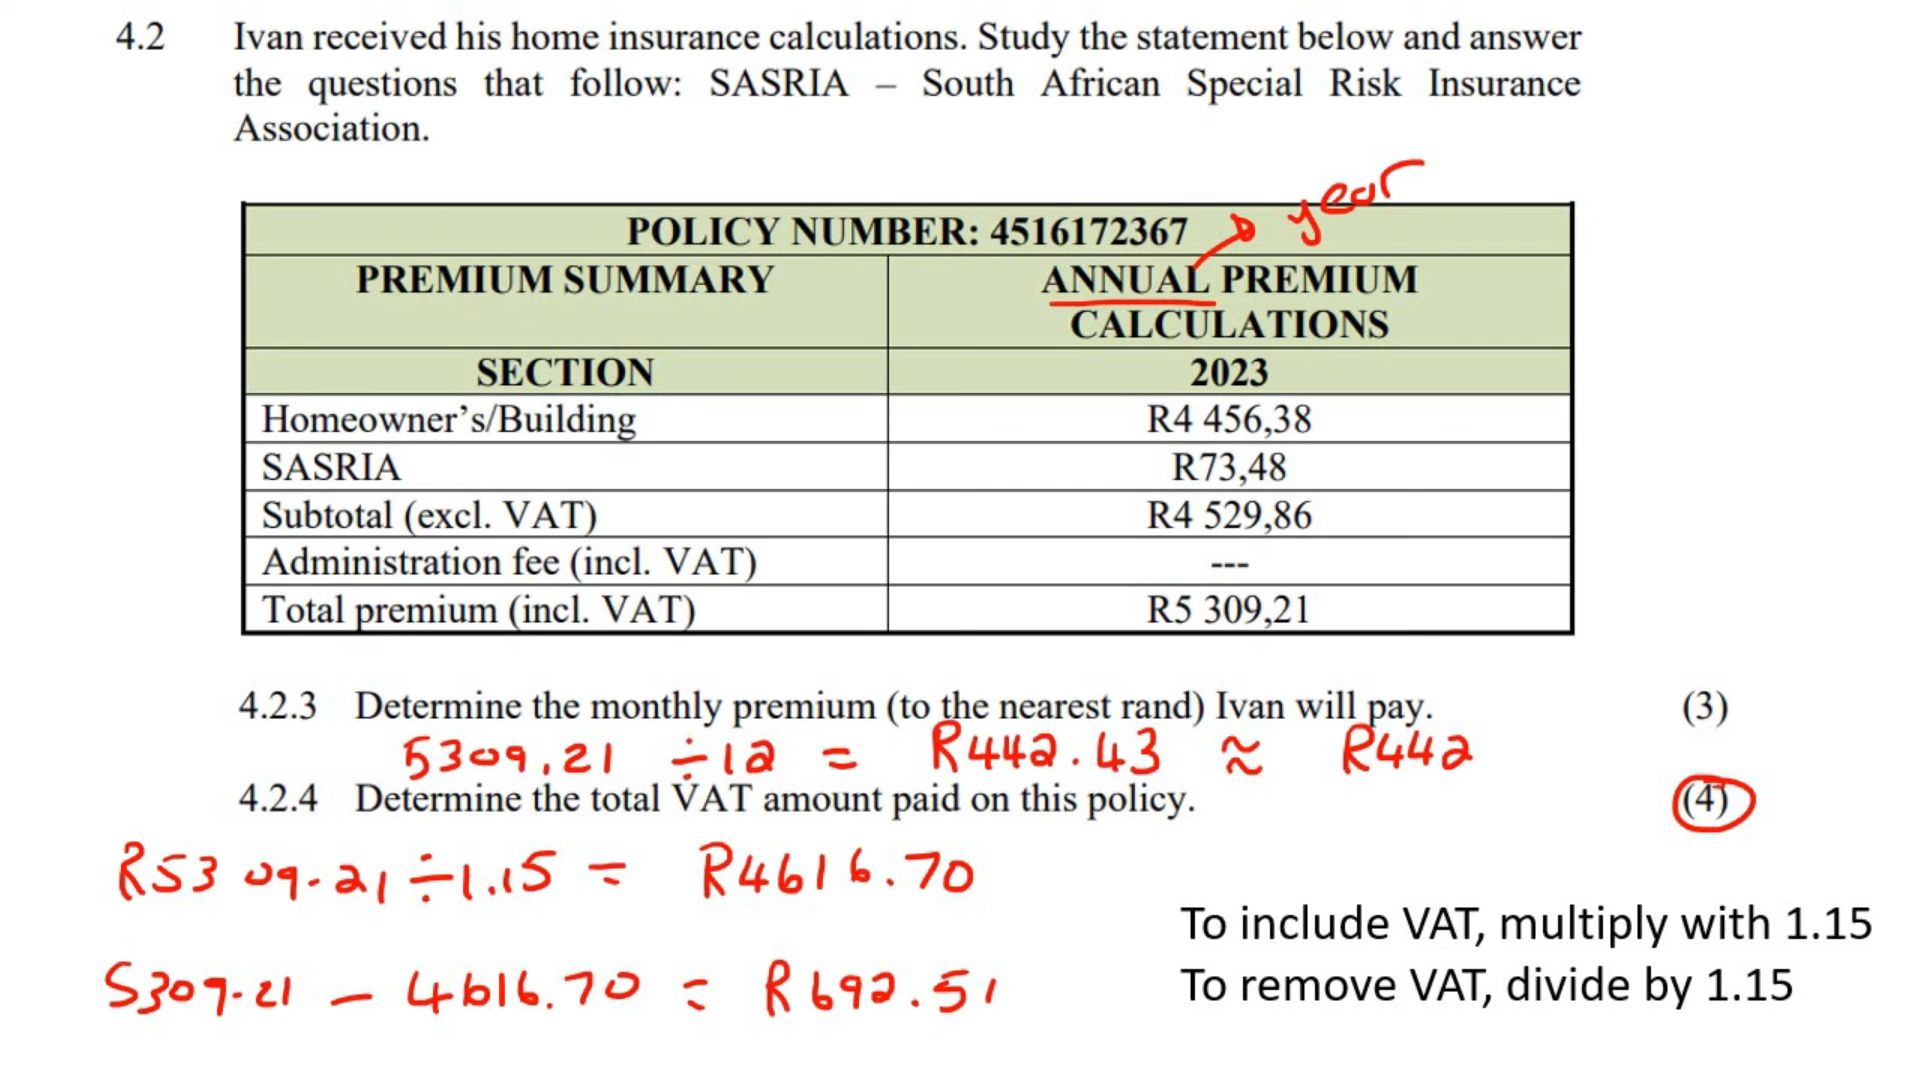 4.2 Ivan received his home insurance calculations. Study the statement below and answer
the questions that follow: SASRIA – South African Special Risk Insurance
Association.
year
POLICY NUMBER: 4516172367
PREMIUM SUMMARY ANNUAL PREMIUM
CALCULATIONS
SECTION 2023
Homeowner’s/Building R4 456,38
SASRIA R73,48
Subtotal (excl. VAT) R4 529,86
Administration fee (incl. VAT) ---
Total premium (incl. VAT) R5 309,21
4.2.3 Determine the monthly premium (to the nearest rand) Ivan will pay. (3)
5309.21 ÷12 = R442.43 ≈ R442
4.2.4 Determine the total VAT amount paid on this policy. (4)
R5309.21 ÷1.15 = R4616.70
To include VAT, multiply with 1.15
5309.21 – 4616.70 = R692.51
To remove VAT, divide by 1.15